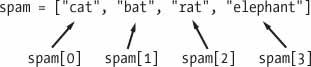 spam = ["cat", "bat", "rat", "elephant"]
spam[0] spam[1] spam[2] spam[3]